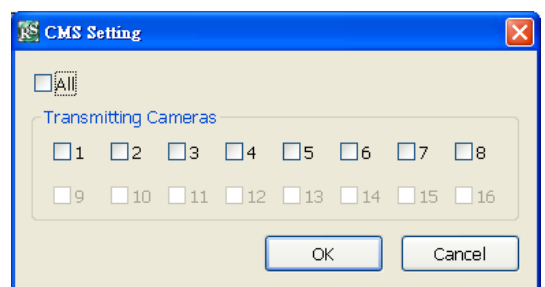 CMS Setting
All
Transmitting Cameras
1 2 3 4 5 6 7 8
9 10 11 12 13 14 15 16
OK Cancel